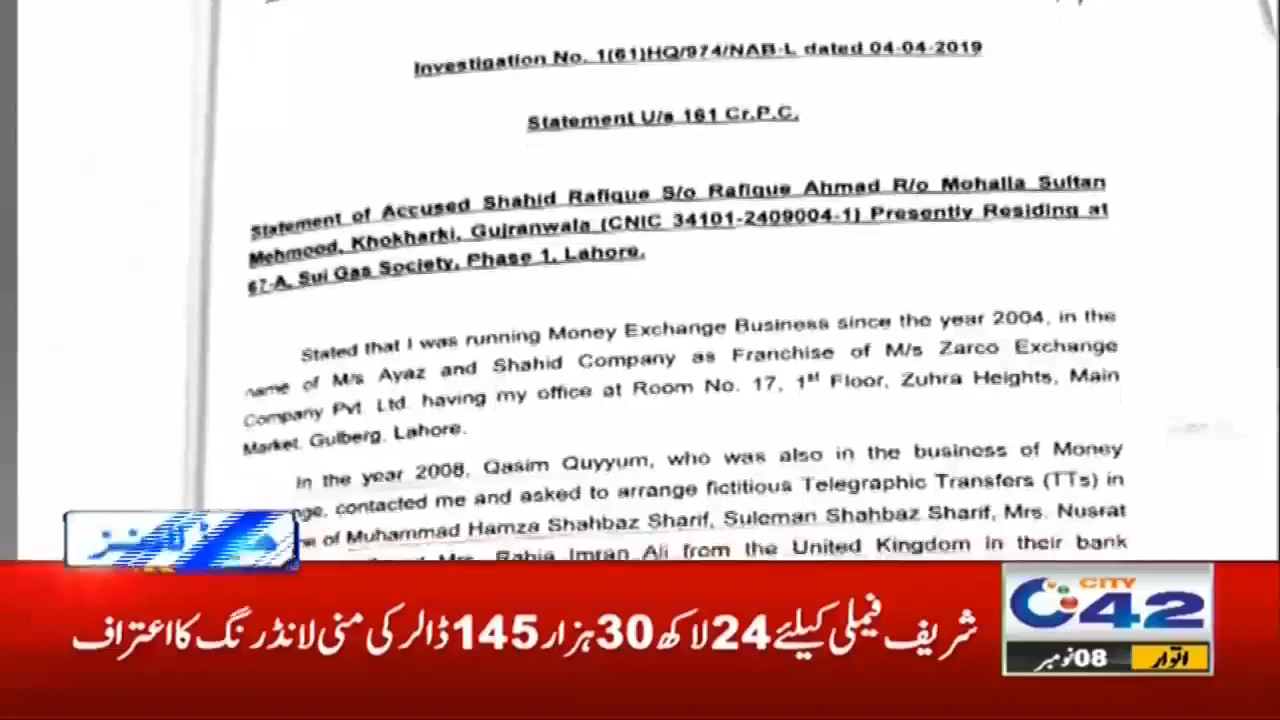 Investigation No. 1(61)HQ/974/NAB-L dated 04-04-2019
Statement U/s 161 Cr.P.C.
Statement of Accused Shahid Rafique S/o Rafique Ahmad R/o Mohalla Sultan
Mehmood, Khokharki, Gujranwala (CNIC 34101-2409004-1) Presently Residing at
67-A, Sui Gas Society, Phase 1, Lahore.
Stated that I was running Money Exchange Business since the year 2004, in the
name of M/s Ayaz and Shahid Company as Franchise of M/s Zarco Exchange
Company Pvt. Ltd. having my office at Room No. 17, 1st Floor, Zuhra Heights, Main
Market, Gulberg, Lahore.
In the year 2008, Qasim Quyyum, who was also in the business of Money
nge, contacted me and asked to arrange fictitious Telegraphic Transfers (TTs) in
of Muhammad Hamza Shahbaz Sharif, Suleman Shahbaz Sharif, Mrs. Nusrat
Mrs. Rabia Imran Ali from the United Kingdom in their bank
ہیڈ لائنز
شریف فیملی کیلئے 24 لاکھ 30 ہزار 145 ڈالر کی منی لانڈرنگ کا اعتراف
CITY
42
اتوار
08 نومبر